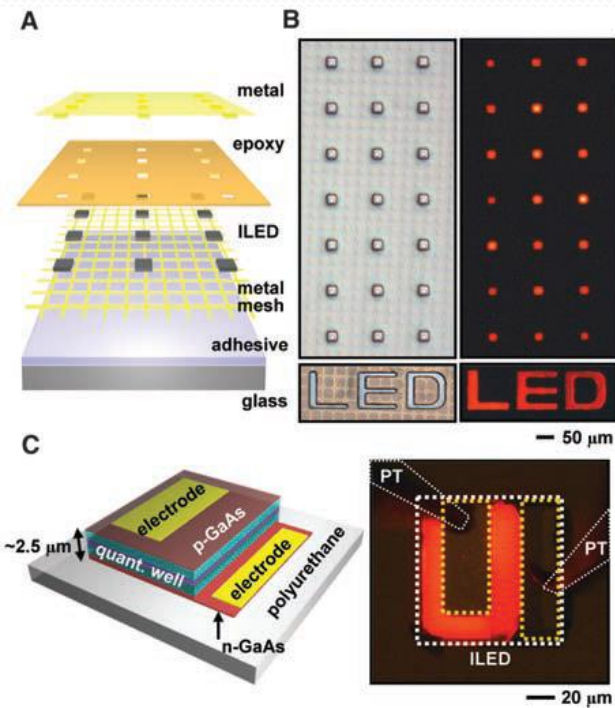 A
metal
epoxy
ILED
metal
mesh
adhesive
glass
B
LED
LED
50 μm
C
electrode
p-GaAs
~2.5 μm
quant. well
electrode
polyurethane
n-GaAs
PT
PT
ILED
20 μm